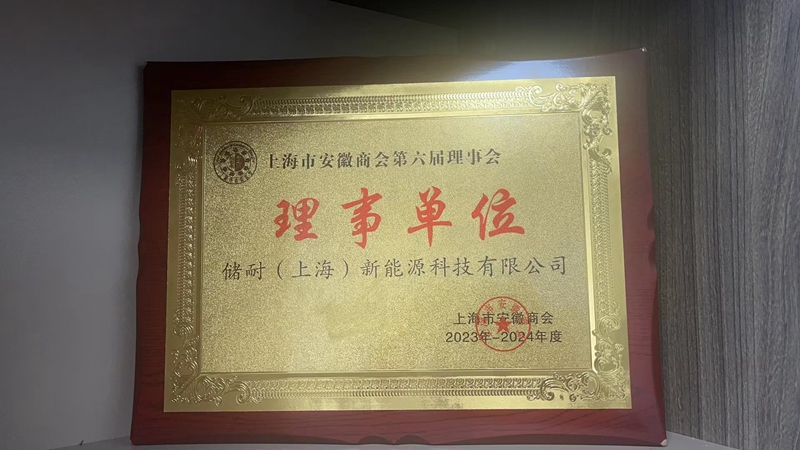 上海市安徽商会第六届理事会
理事单位
储耐（上海）新能源科技有限公司
上海市安徽商会
2023年-2024年度